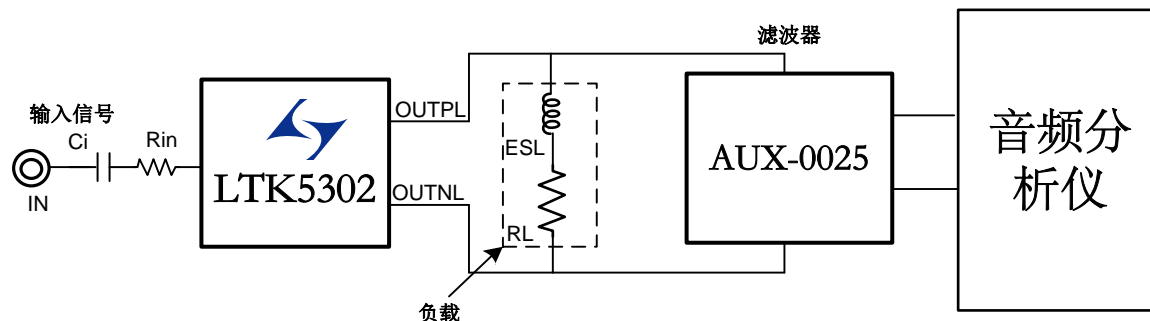 输入信号
Ci
Rin
IN
LTK5302
OUTPL
OUTNL
ESL
RL
负载
滤波器
AUX-0025
音频分
析仪